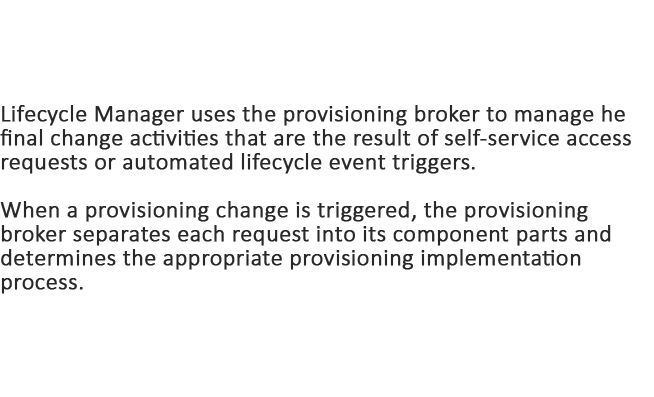 Lifecycle Manager uses the provisioning broker to manage he
final change activities that are the result of self-service access
requests or automated lifecycle event triggers.
When a provisioning change is triggered, the provisioning
broker separates each request into its component parts and
determines the appropriate provisioning implementation
process.